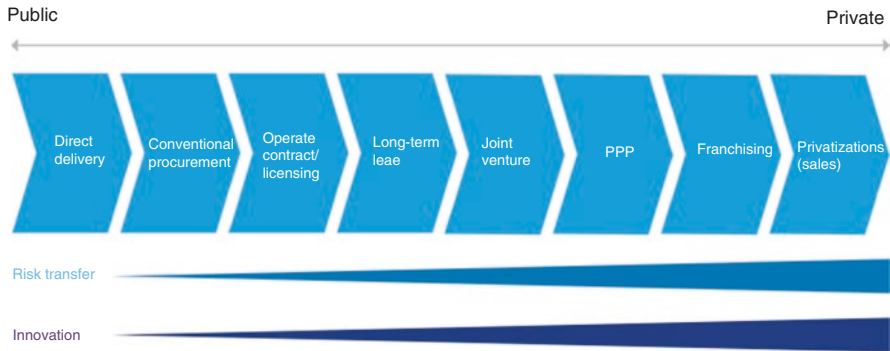 Public
Private
Direct
delivery
Conventional
procurement
Operate
contract/
licensing
Long-term
leae
Joint
venture
PPP
Franchising
Privatizations
(sales)
Risk transfer
Innovation